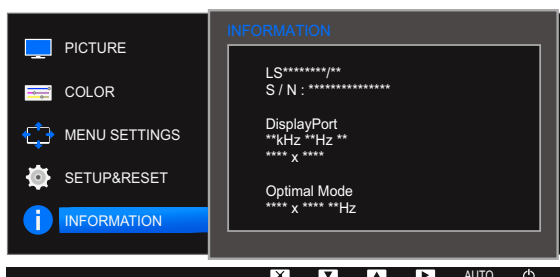 PICTURE
COLOR
MENU SETTINGS
SETUP&RESET
INFORMATION
INFORMATION
LS********/**
S / N : ***************
DisplayPort
**kHz **Hz **
**** x ****
Optimal Mode
**** x **** **Hz
AUTO